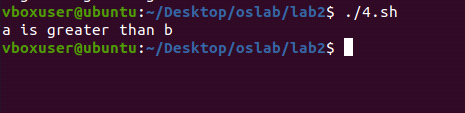 vboxuser@ubuntu:~/Desktop/oslab/lab2$ ./4.sh
a is greater than b
vboxuser@ubuntu:~/Desktop/oslab/lab2$